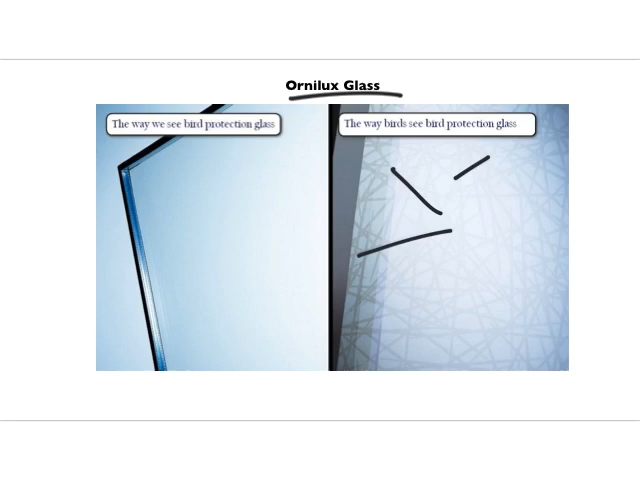 Ornilux Glass
The way we see bird protection glass
The way birds see bird protection glass